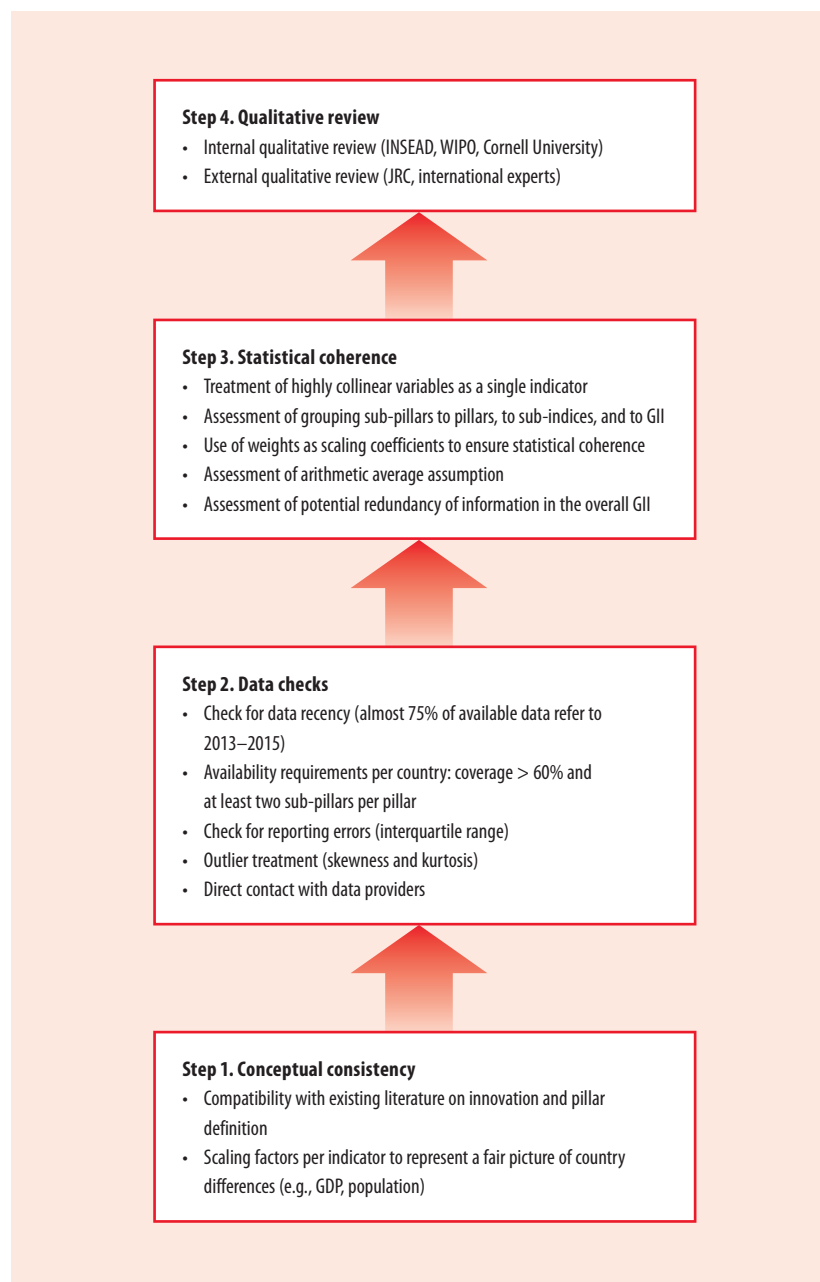 Step 4. Qualitative review
• Internal qualitative review (INSEAD, WIPO, Cornell University)
• External qualitative review (JRC, international experts)
Step 3. Statistical coherence
• Treatment of highly collinear variables as a single indicator
• Assessment of grouping sub-pillars to pillars, to sub-indices, and to GII
• Use of weights as scaling coefficients to ensure statistical coherence
• Assessment of arithmetic average assumption
• Assessment of potential redundancy of information in the overall GII
Step 2. Data checks
• Check for data recency (almost 75% of available data refer to
2013–2015)
• Availability requirements per country: coverage > 60% and
at least two sub-pillars per pillar
• Check for reporting errors (interquartile range)
• Outlier treatment (skewness and kurtosis)
• Direct contact with data providers
Step 1. Conceptual consistency
• Compatibility with existing literature on innovation and pillar
definition
• Scaling factors per indicator to represent a fair picture of country
differences (e.g., GDP, population)